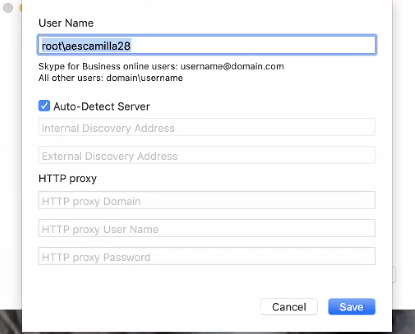 User Name
root\aescamilla28
Skype for Business online users: username@domain.com
All other users: domain\username
Auto-Detect Server
Internal Discovery Address
External Discovery Address
HTTP proxy
HTTP proxy Domain
HTTP proxy User Name
HTTP proxy Password
Cancel
Save